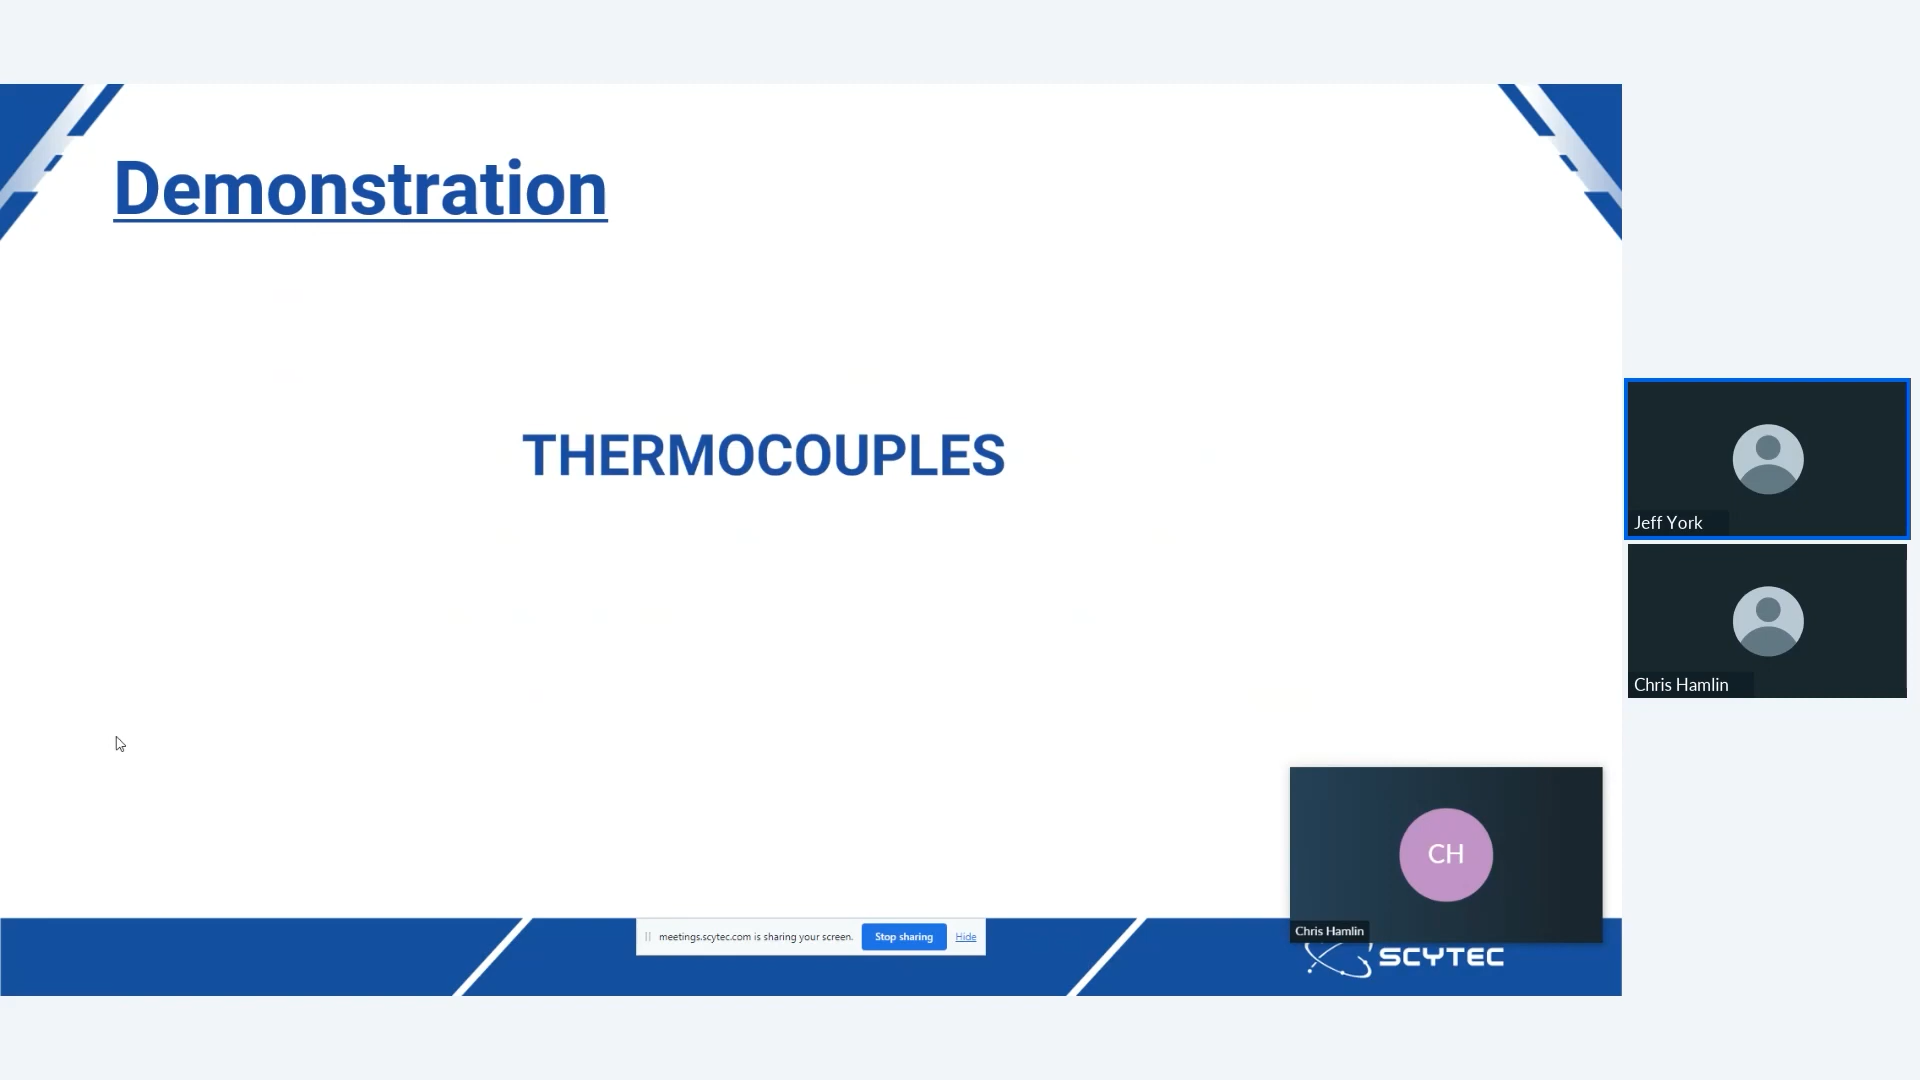 Demonstration
THERMOCOUPLES
Jeff York
Chris Hamlin
CH
Chris Hamlin
meetings.scytec.com is sharing your screen.
Stop sharing
Hide
SCYTEC